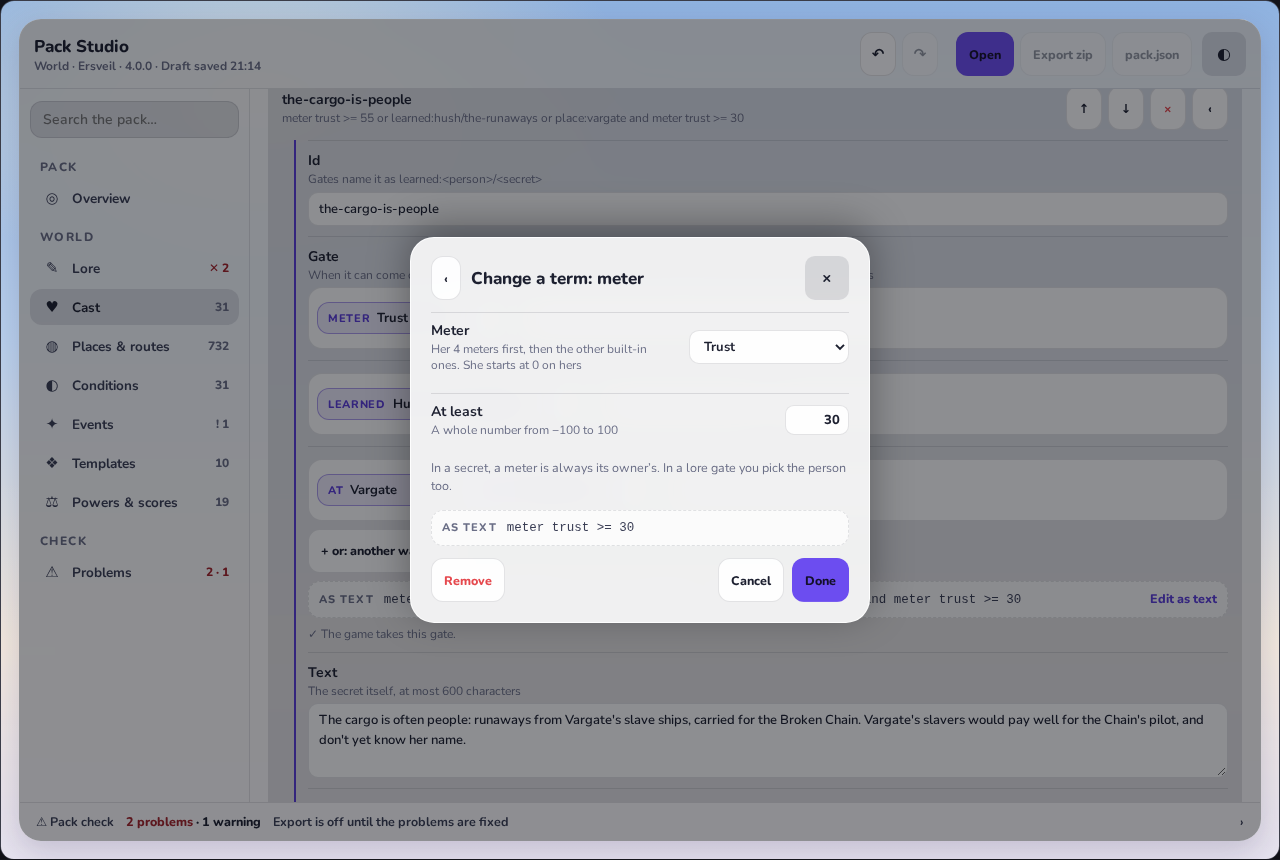 Pack Studio
World · Ersveil · 4.0.0 · Draft saved 21:14
Open
Export zip
pack.json
Search the pack...
PACK
Overview
WORLD
Lore
× 2
Cast
31
Places & routes
732
Conditions
31
Events
! 1
Templates
10
Powers & scores
19
CHECK
Problems
2 · 1
the-cargo-is-people
meter trust >= 55 or learned:hush/the-runaways or place:vargate and meter trust >= 30
Id
Gates name it as learned:<person>/<secret>
the-cargo-is-people
Gate
When it can come
METER Trust
LEARNED Hu
AT Vargate
+ or: another
AS TEXT
nd meter trust >= 30
Edit as text
✓ The game takes this gate.
Text
The secret itself, at most 600 characters
The cargo is often people: runaways from Vargate's slave ships, carried for the Broken Chain. Vargate's slavers would pay well for the Chain's pilot, and
don't yet know her name.
Change a term: meter
×
Meter
Her 4 meters first, then the other built-in
ones. She starts at 0 on hers
Trust
At least
A whole number from −100 to 100
30
In a secret, a meter is always its owner's. In a lore gate you pick the person
too.
AS TEXT meter trust >= 30
Remove
Cancel
Done
⚠ Pack check
2 problems · 1 warning
Export is off until the problems are fixed